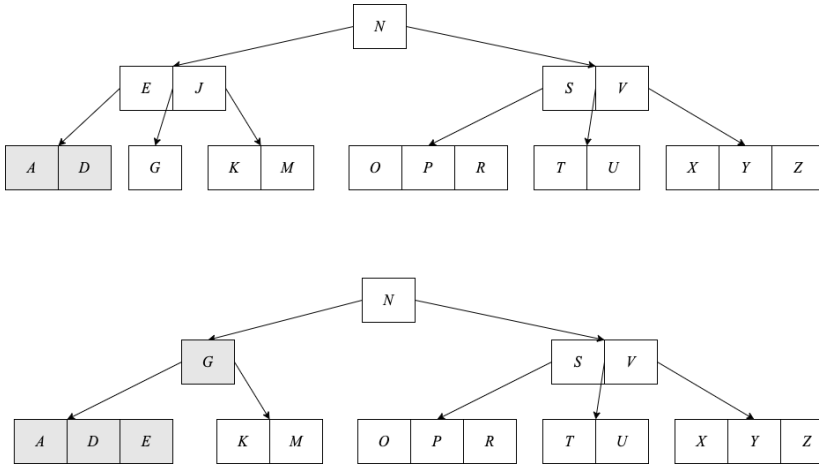 N
E J S V
A D G K M O P R T U X Y Z
N
G S V
A D E K M O P R T U X Y Z